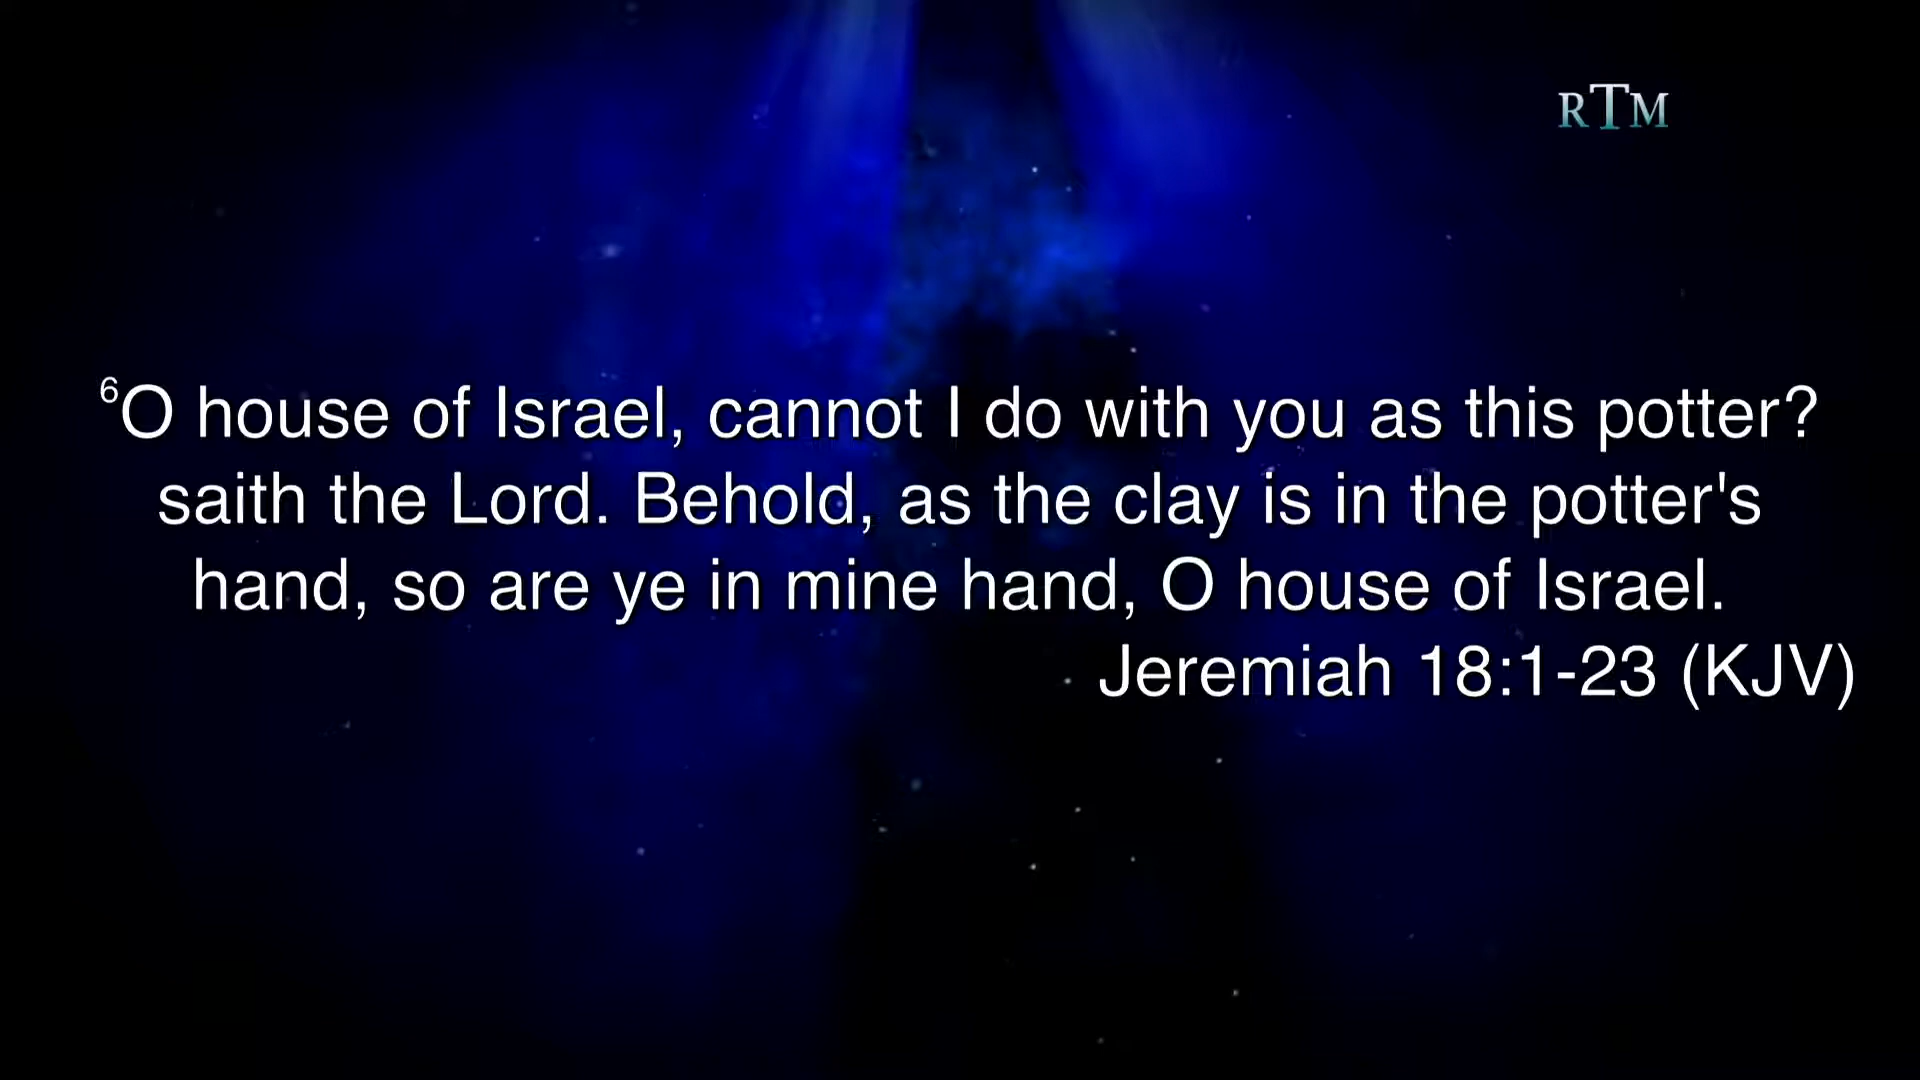 RTM
6O house of Israel, cannot I do with you as this potter?
saith the Lord. Behold, as the clay is in the potter's
hand, so are ye in mine hand, O house of Israel.
Jeremiah 18:1-23 (KJV)